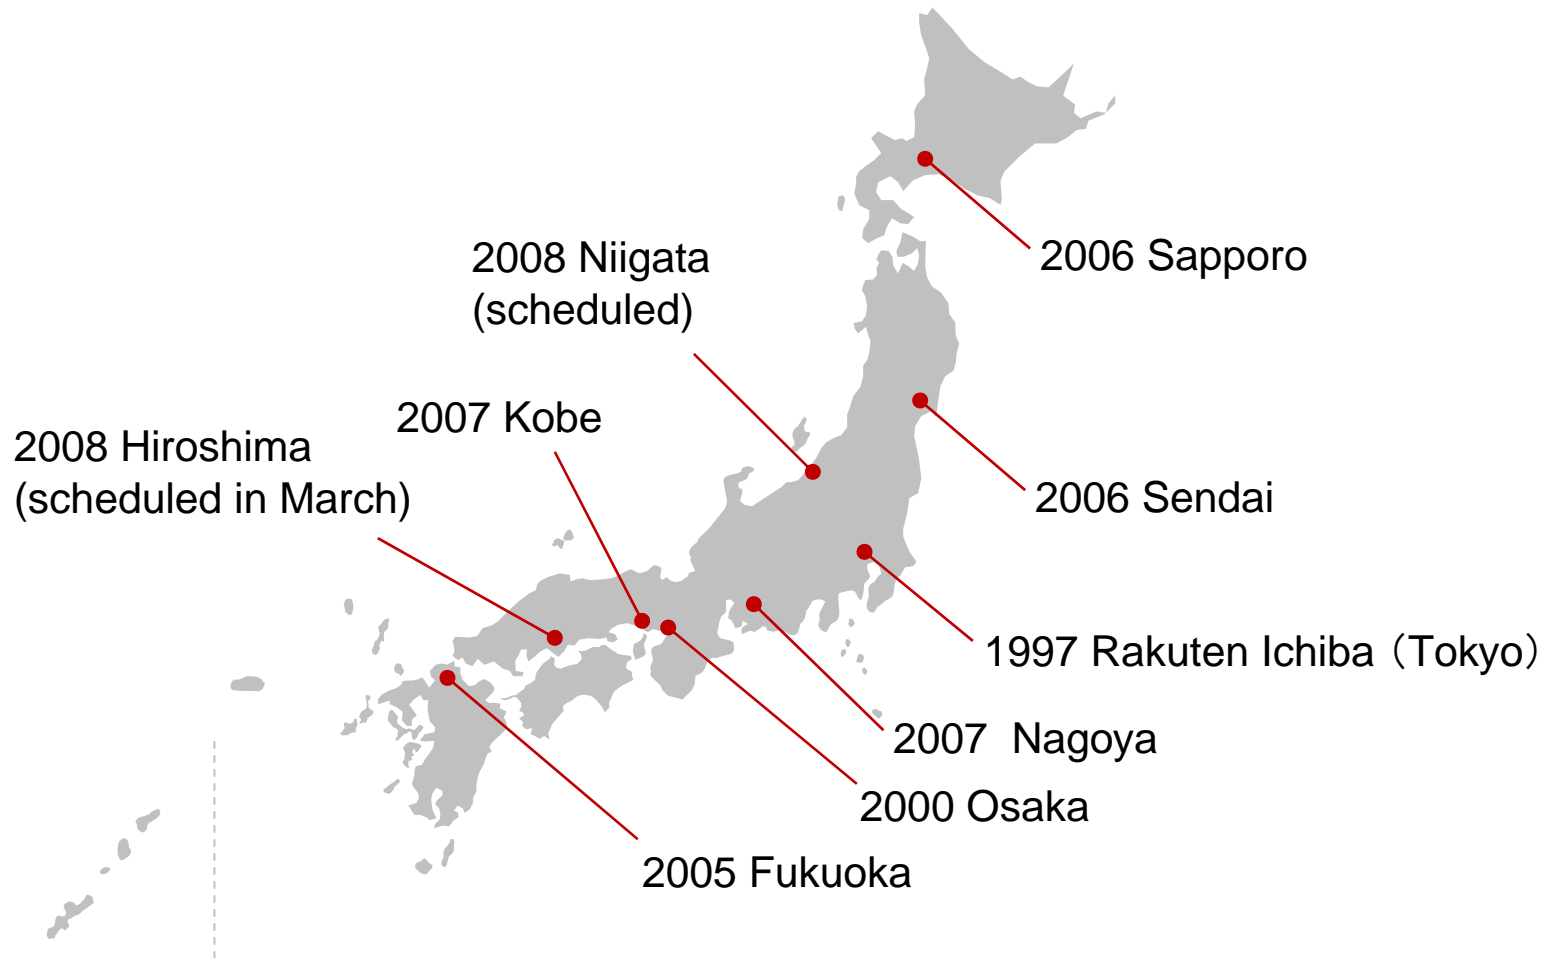 2008 Niigata
(scheduled)
2006 Sapporo
2007 Kobe
2008 Hiroshima
(scheduled in March)
2006 Sendai
1997 Rakuten Ichiba（Tokyo）
2007  Nagoya
2000 Osaka
2005 Fukuoka